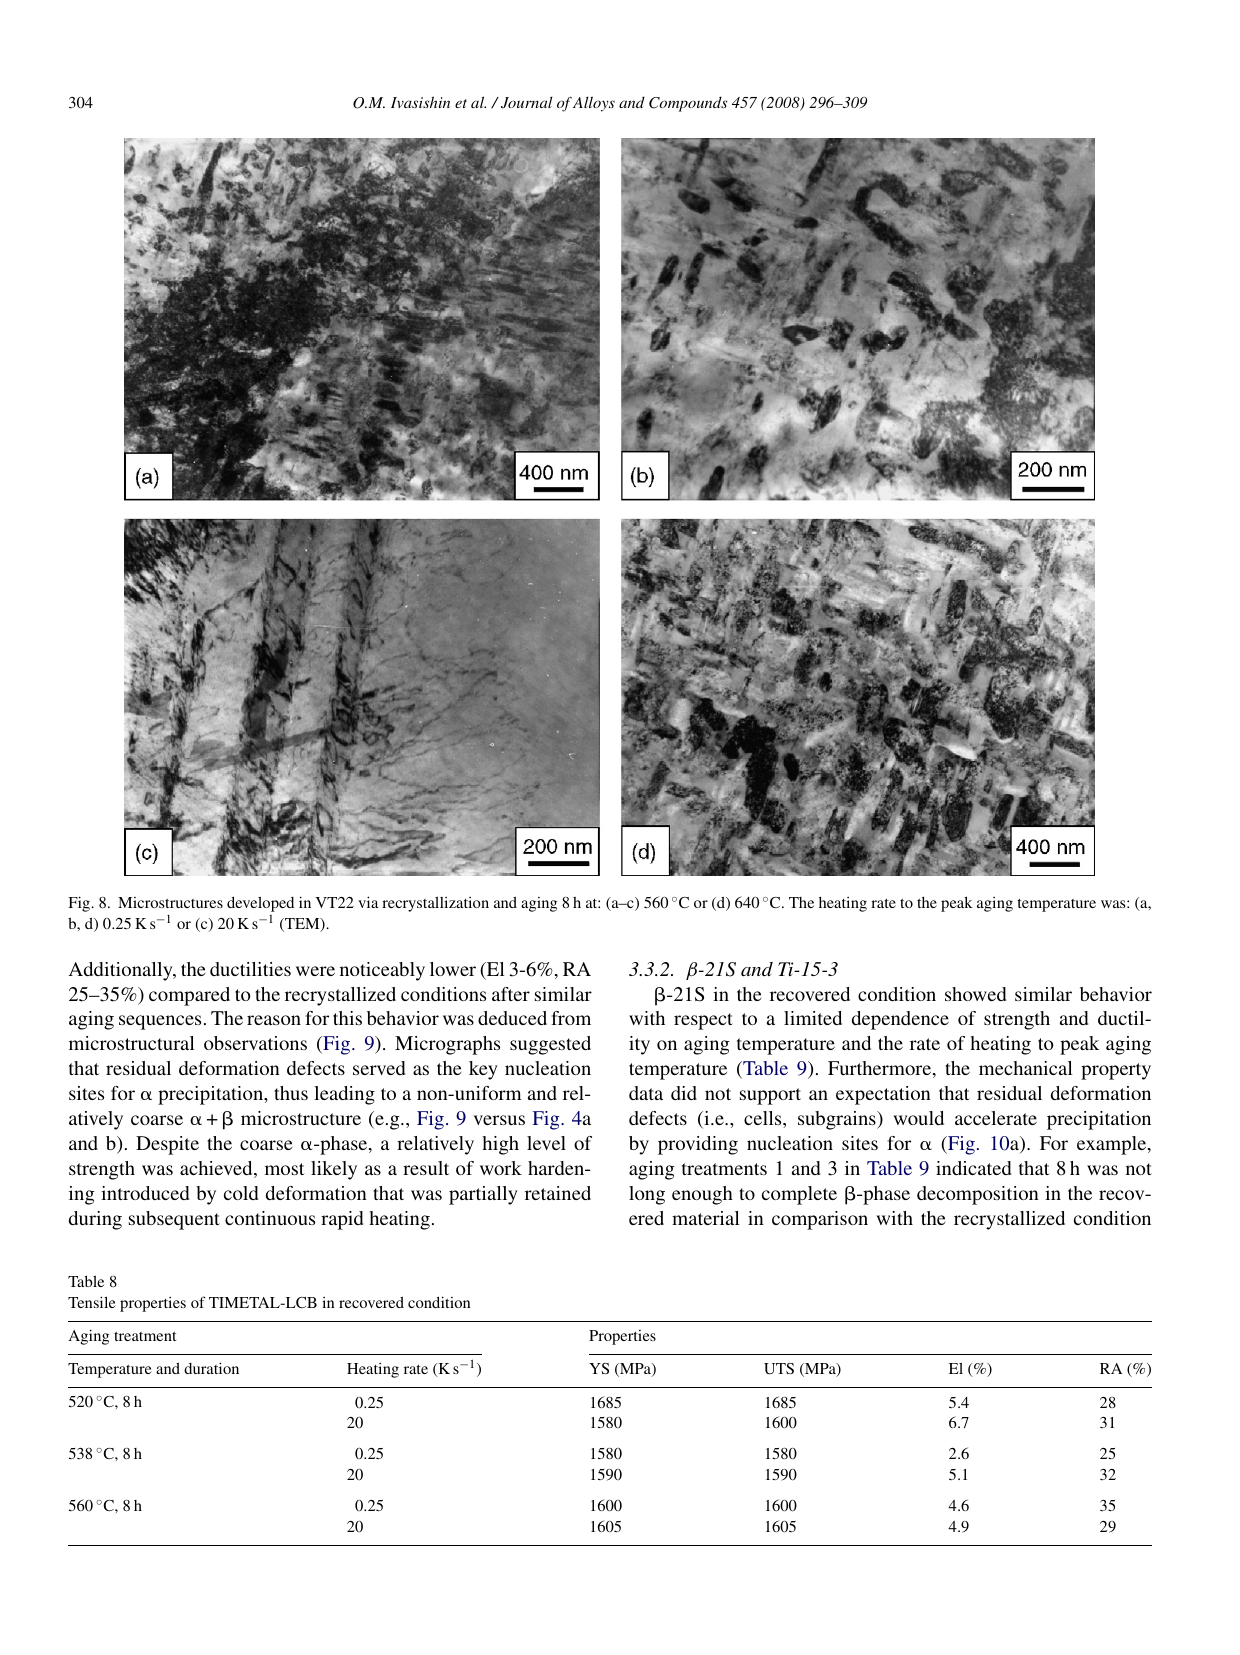 304
O.M. Ivasishin et al. / Journal of Alloys and Compounds 457 (2008) 296–309
(a)
400 nm
(b)
200 nm
(c)
200 nm
(d)
400 nm
Fig. 8. Microstructures developed in VT22 via recrystallization and aging 8 h at: (a–c) 560 °C or (d) 640 °C. The heating rate to the peak aging temperature was: (a,
b, d) 0.25 K s⁻¹ or (c) 20 K s⁻¹ (TEM).
Additionally, the ductilities were noticeably lower (El 3-6%, RA
25–35%) compared to the recrystallized conditions after similar
aging sequences. The reason for this behavior was deduced from
microstructural observations (Fig. 9). Micrographs suggested
that residual deformation defects served as the key nucleation
sites for α precipitation, thus leading to a non-uniform and rel-
atively coarse α + β microstructure (e.g., Fig. 9 versus Fig. 4a
and b). Despite the coarse α-phase, a relatively high level of
strength was achieved, most likely as a result of work harden-
ing introduced by cold deformation that was partially retained
during subsequent continuous rapid heating.
3.3.2. β-21S and Ti-15-3
β-21S in the recovered condition showed similar behavior
with respect to a limited dependence of strength and ductil-
ity on aging temperature and the rate of heating to peak aging
temperature (Table 9). Furthermore, the mechanical property
data did not support an expectation that residual deformation
defects (i.e., cells, subgrains) would accelerate precipitation
by providing nucleation sites for α (Fig. 10a). For example,
aging treatments 1 and 3 in Table 9 indicated that 8 h was not
long enough to complete β-phase decomposition in the recov-
ered material in comparison with the recrystallized condition
Table 8
Tensile properties of TIMETAL-LCB in recovered condition
Aging treatment Properties
Temperature and duration Heating rate (K s⁻¹) YS (MPa) UTS (MPa) El (%) RA (%)
520 °C, 8 h 0.25 1685 1685 5.4 28
20 1580 1600 6.7 31
538 °C, 8 h 0.25 1580 1580 2.6 25
20 1590 1590 5.1 32
560 °C, 8 h 0.25 1600 1600 4.6 35
20 1605 1605 4.9 29